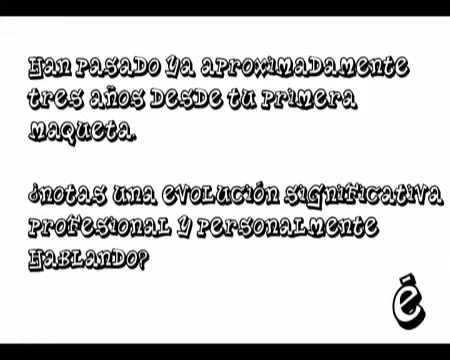 Han pasado ya aproximadamente
tres años desde tu primera
maqueta.
¿notas una evolución significativa
profesional y personalmente
hablando?
é